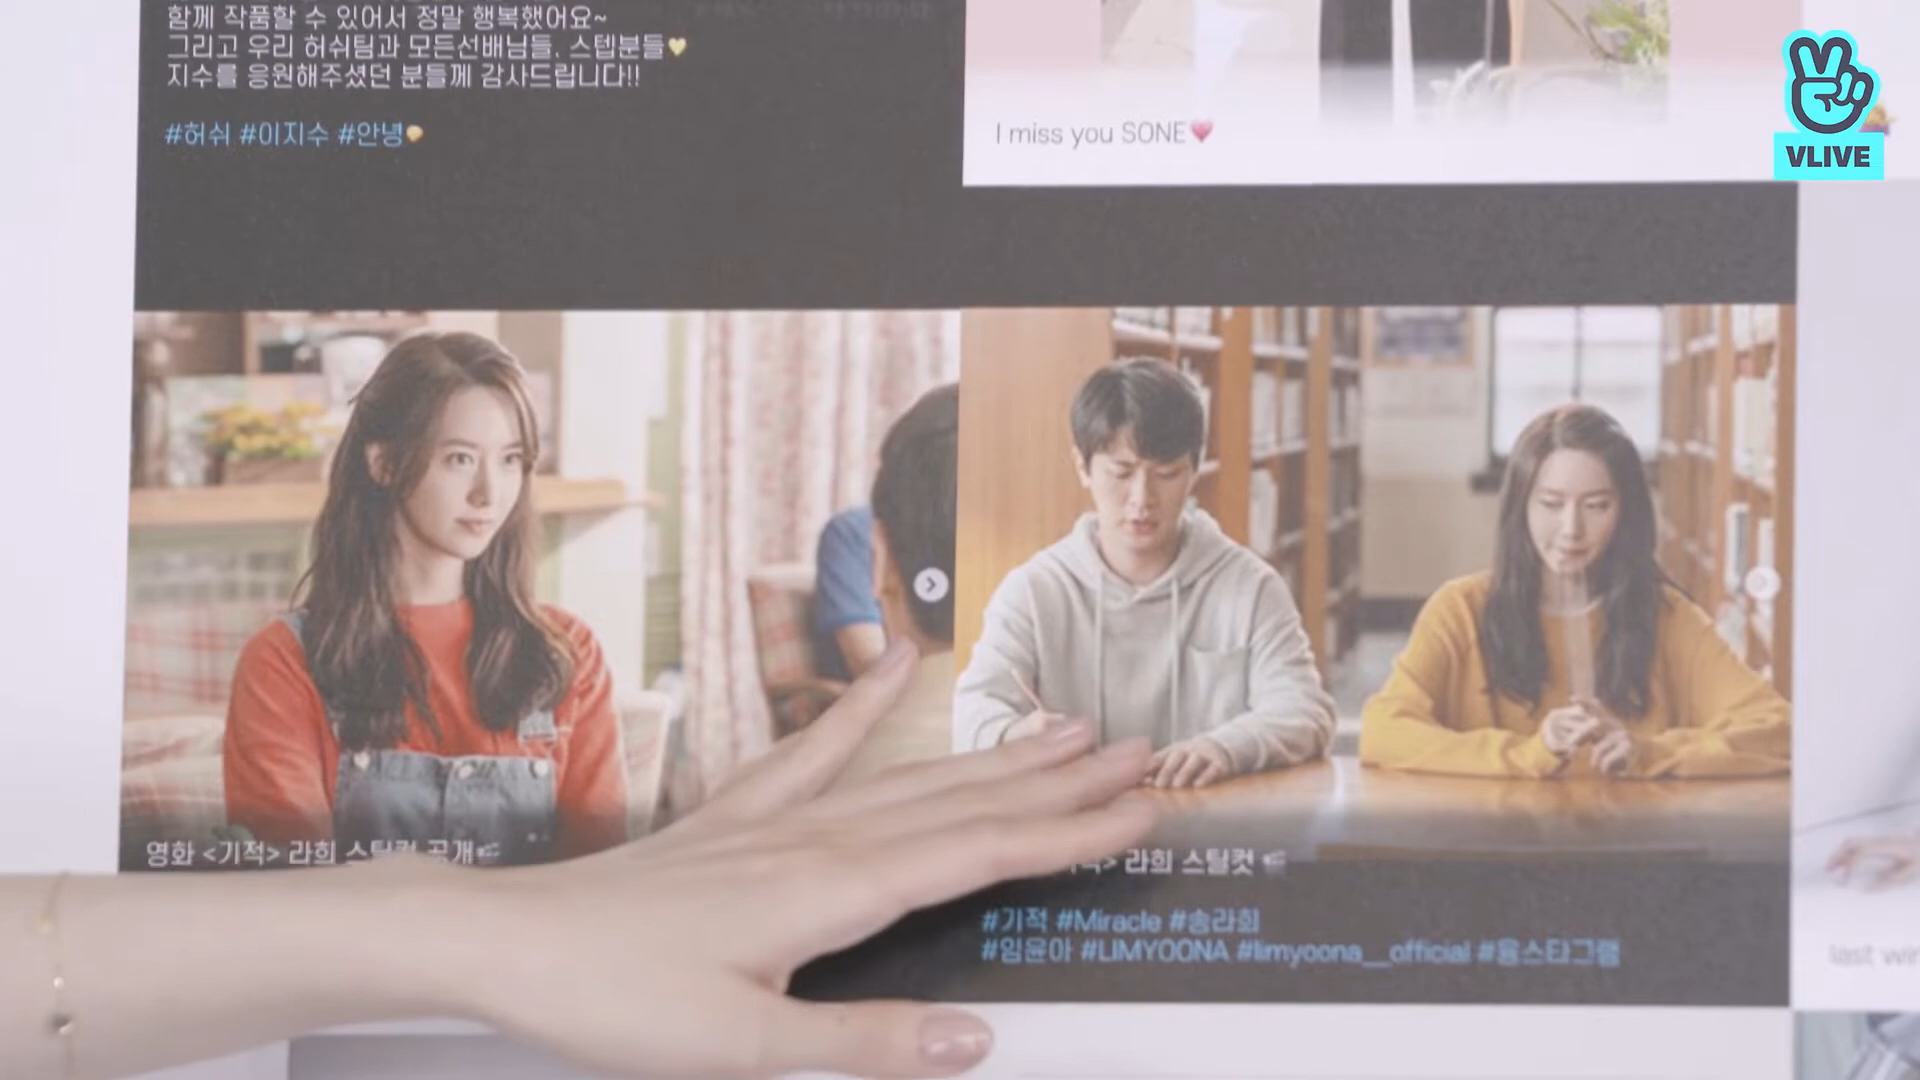 함께 작품할 수 있어서 정말 행복했어요~
그리고 우리 허쉬팀과 모든선배님들. 스텝분들💛
지수를 응원해주셨던 분들께 감사드립니다!!
#허쉬 #이지수 #안녕
I miss you SONE💗
VLIVE
영화 <기적> 라희 스틸컷 공개
라희 스틸컷
#기적 #Miracle #송라희
#임윤아 #LIMYOONA #limyoona__official #융스타그램
last